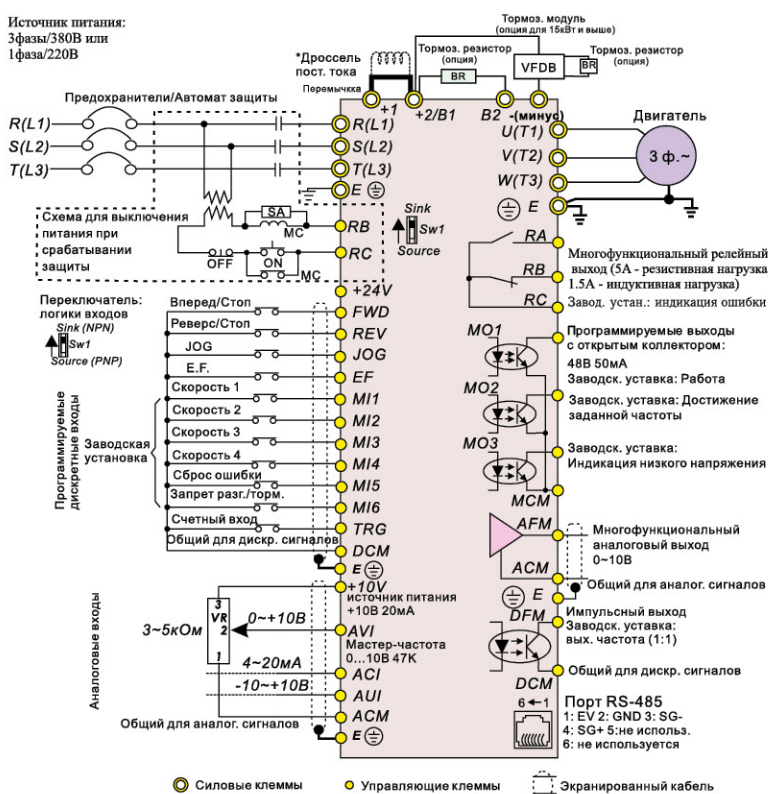 Источник питания:
3фазы/380В или
1фаза/220В
*Дроссель
пост. тока
Перемычкка
Тормоз. модуль
(опция для 15кВт и выше)
Тормоз. резистор
(опция)
BR
VFDB
BR
Тормоз. резистор
(опция)
Предохранители/Автомат защиты
+1
+2/B1
B2
-(минус)
Двигатель
3 ф.~
R(L1)
S(L2)
T(L3)
R(L1)
S(L2)
T(L3)
E
U(T1)
V(T2)
W(T3)
E
Схема для выключения
питания при
срабатывании
защиты
SA
MC
OFF
ON
MC
RB
RC
Sink
Sw1
Source
RA
RB
RC
Многофункциональный релейный
выход (5А - резистивная нагрузка
1.5А - индуктивная нагрузка)
Завод. устан.: индикация ошибки
Переключатель:
логики входов
Sink (NPN)
Sw1
Source (PNP)
+24V
Вперед/Стоп
FWD
Реверс/Стоп
REV
JOG
JOG
E.F.
EF
Скорость 1
MI1
Скорость 2
MI2
Скорость 3
MI3
Скорость 4
MI4
Сброс ошибки
MI5
Запрет разг./торм.
MI6
Счетный вход
TRG
Общий для дискр. сигналов
DCM
E
Программируемые
дискретные входы
Заводская
установка
MO1
Программируемые выходы
с открытым коллектором:
48В 50мА
Заводск. уставка: Работа
MO2
Заводск. уставка: Достижение
заданной частоты
MO3
Заводск. уставка:
Индикация низкого напряжения
MCM
AFM
Многофункциональный
аналоговый выход
0~10В
ACM
Общий для аналог. сигналов
E
DFM
Импульсный выход
Заводск. уставка:
вых. частота (1:1)
DCM
Общий для дискр. сигналов
Аналоговые входы
3~5кОм
3
VR
2
1
+10V
источник питания
+10В 20мА
0~+10В
AVI
Мастер-частота
0...10В 47K
4~20мА
ACI
-10~+10В
AUI
Общий для аналог. сигналов
ACM
E
6←1
Порт RS-485
1: EV 2: GND 3: SG-
4: SG+ 5:не использ.
6: не используется
Силовые клеммы
Управляющие клеммы
Экранированный кабель